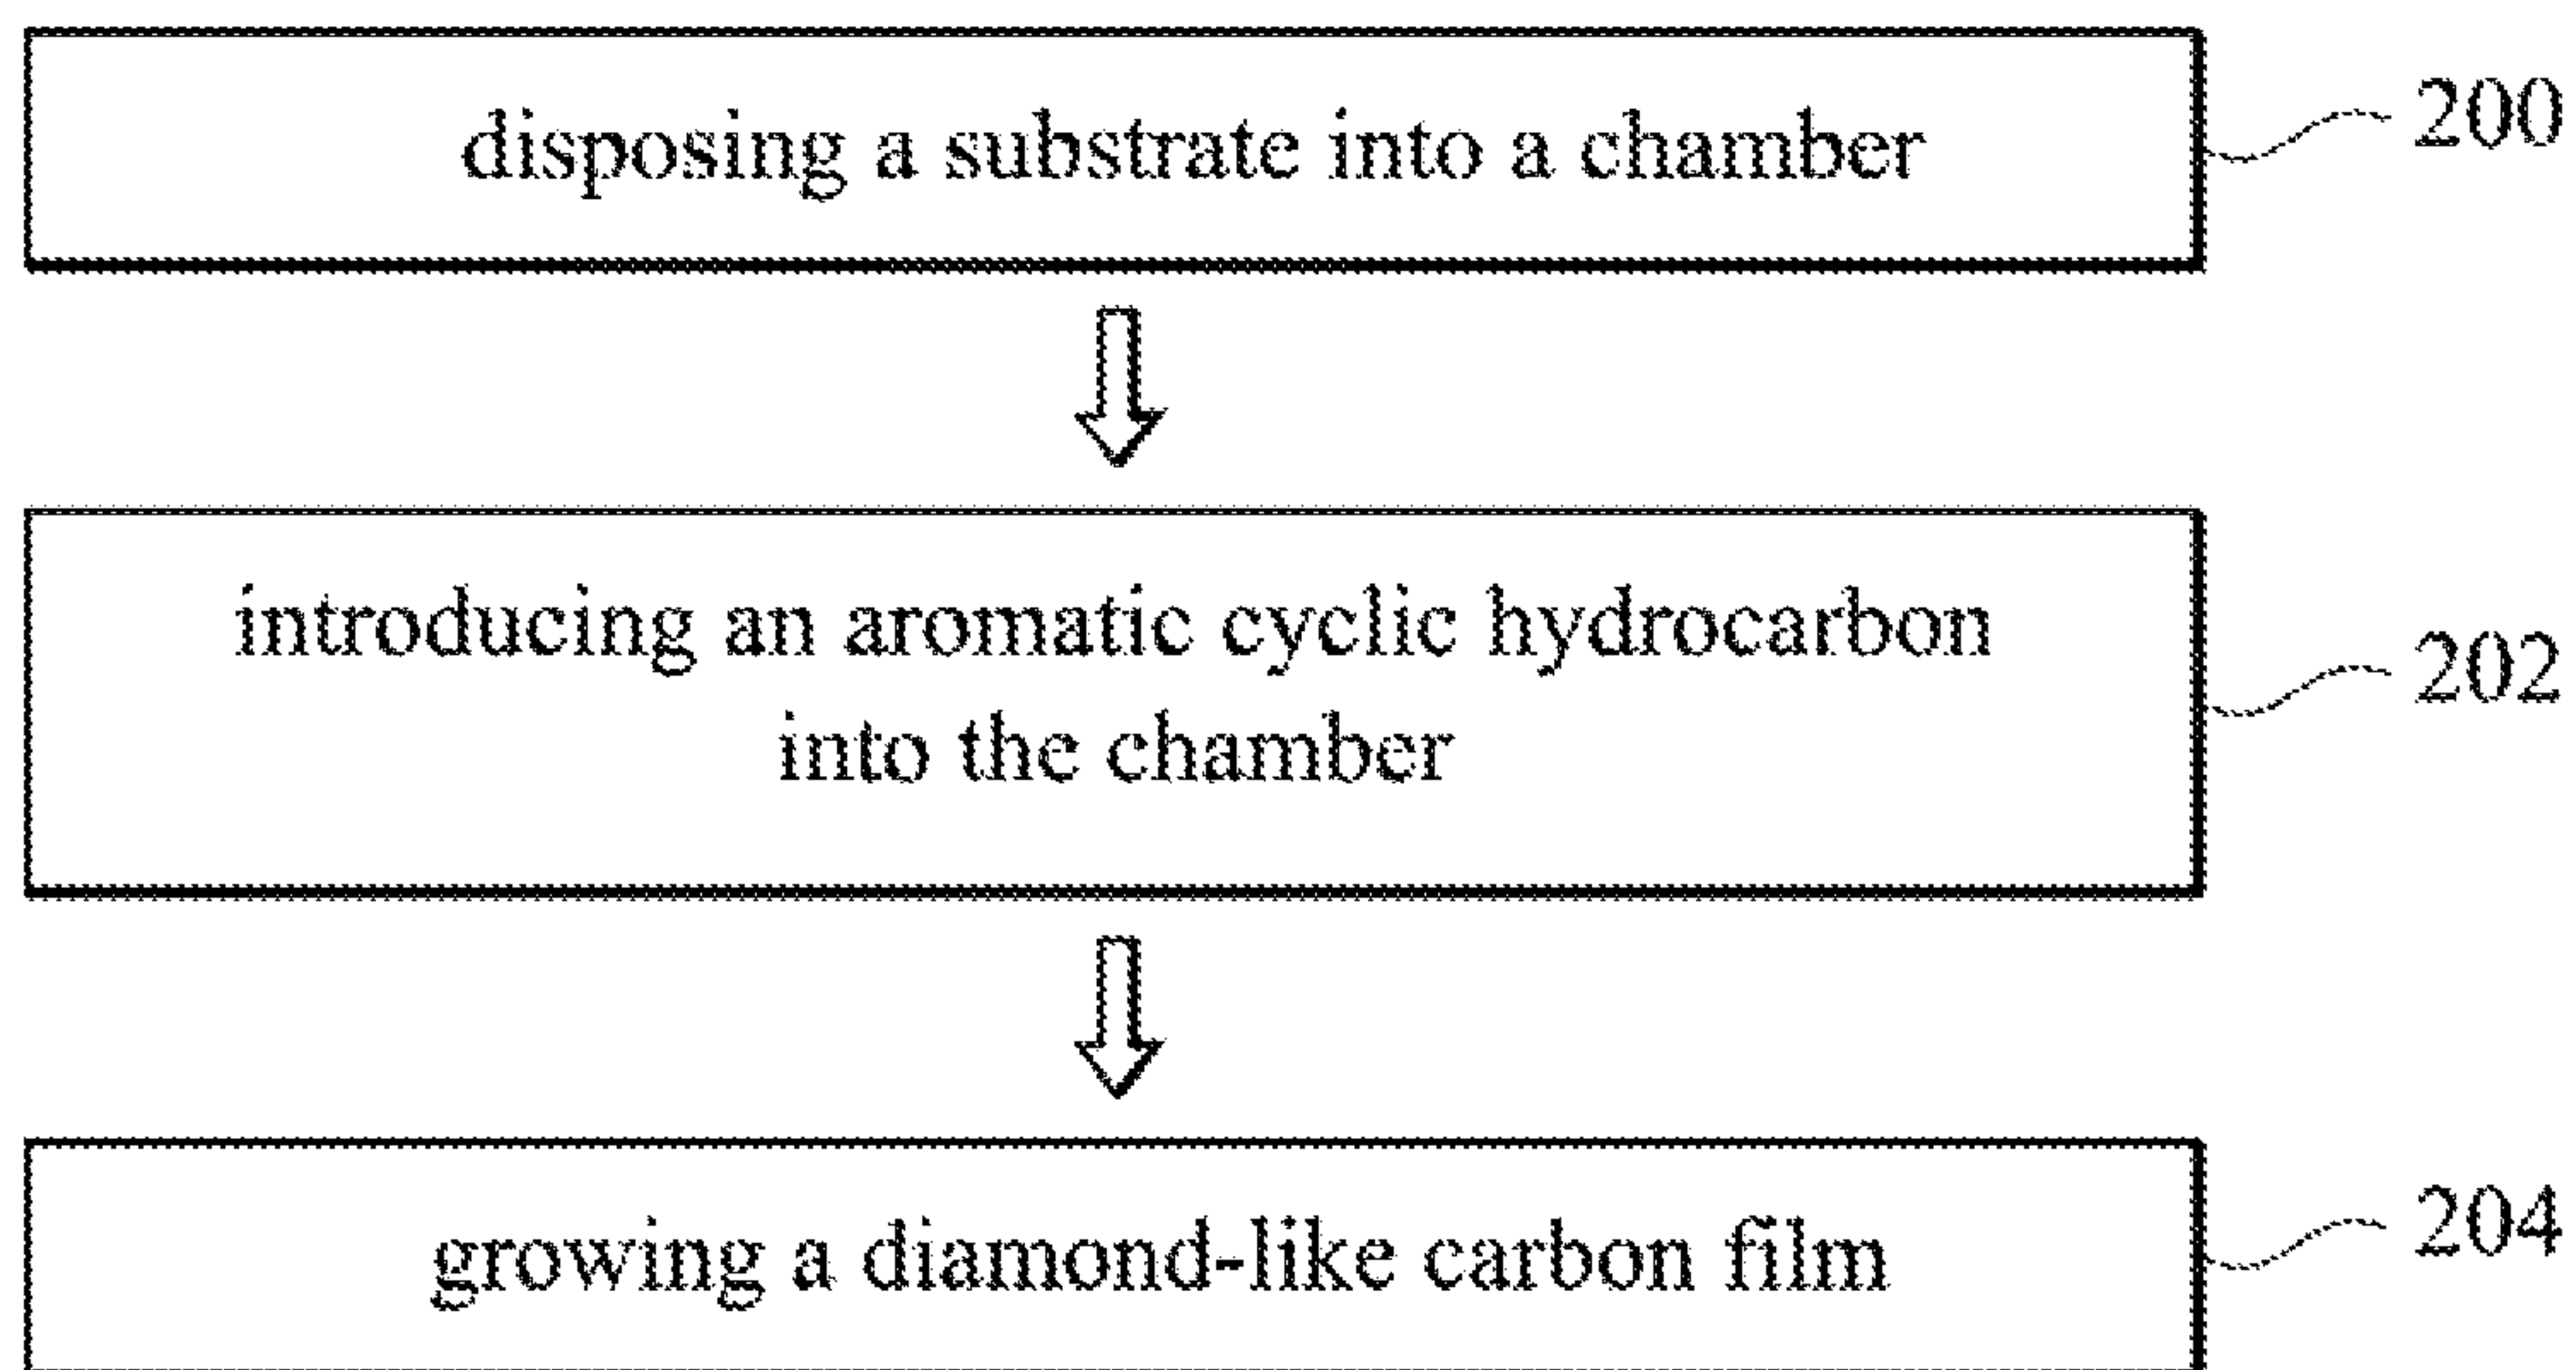 disposing a substrate into a chamber
200
introducing an aromatic cyclic hydrocarbon
into the chamber
202
growing a diamond-like carbon film
204